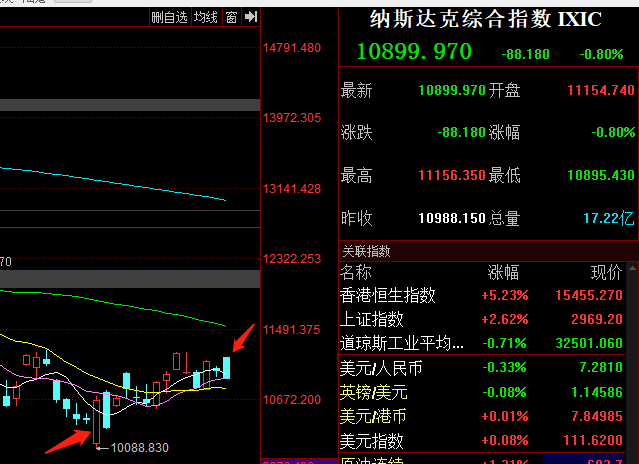 删自选 均线 窗
纳斯达克综合指数 IXIC
10899.970 -88.180 -0.80%
最新 10899.970 开盘 11154.740
涨跌 -88.180 涨幅 -0.80%
最高 11156.350 最低 10895.430
昨收 10988.150 总量 17.22亿
关联指数
名称 涨幅 现价
香港恒生指数 +5.23% 15455.270
上证指数 +2.62% 2969.20
道琼斯工业平均... -0.71% 32501.060
美元/人民币 -0.33% 7.2810
英镑/美元 -0.08% 1.14586
美元/港币 +0.01% 7.84985
美元指数 +0.08% 111.6200
14791.480
13972.305
13141.428
12322.253
70
11491.375
10672.200
10088.830